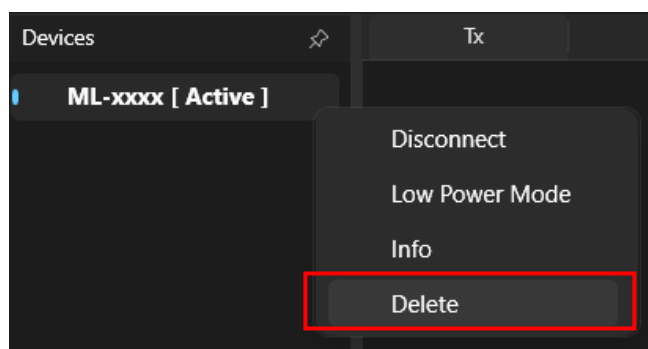 Devices
Tx
ML-xxxx [ Active ]
Disconnect
Low Power Mode
Info
Delete